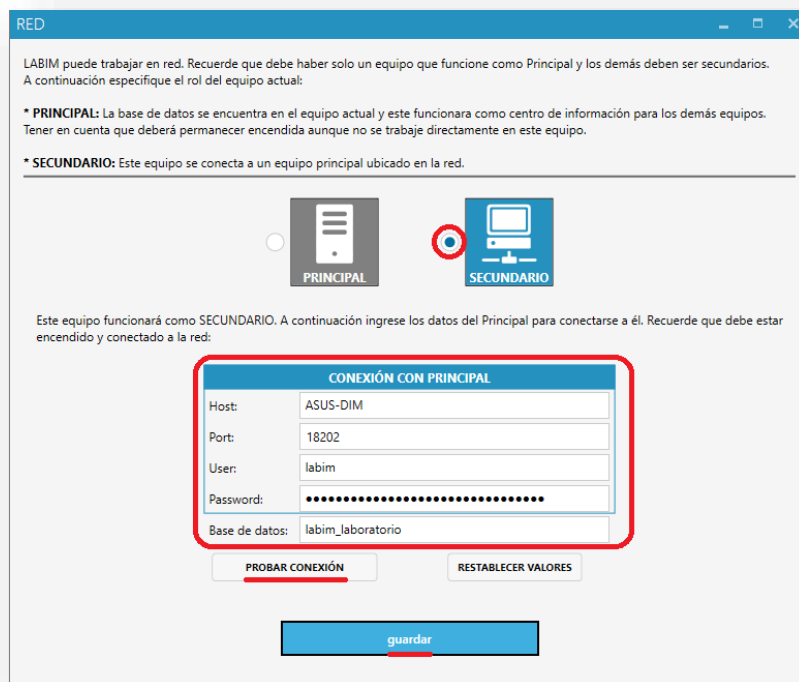 RED
LABIM puede trabajar en red. Recuerde que debe haber solo un equipo que funcione como Principal y los demás deben ser secundarios.
A continuación especifique el rol del equipo actual:
* PRINCIPAL: La base de datos se encuentra en el equipo actual y este funcionara como centro de información para los demás equipos.
Tener en cuenta que deberá permanecer encendida aunque no se trabaje directamente en este equipo.
* SECUNDARIO: Este equipo se conecta a un equipo principal ubicado en la red.
PRINCIPAL SECUNDARIO
Este equipo funcionará como SECUNDARIO. A continuación ingrese los datos del Principal para conectarse a él. Recuerde que debe estar
encendido y conectado a la red:
CONEXIÓN CON PRINCIPAL
Host: ASUS-DIM
Port: 18202
User: labim
Password: ●●●●●●●●●●●●●●●●●●●●●●●●●●●●●●●●
Base de datos: labim_laboratorio
PROBAR CONEXIÓN RESTABLECER VALORES
guardar